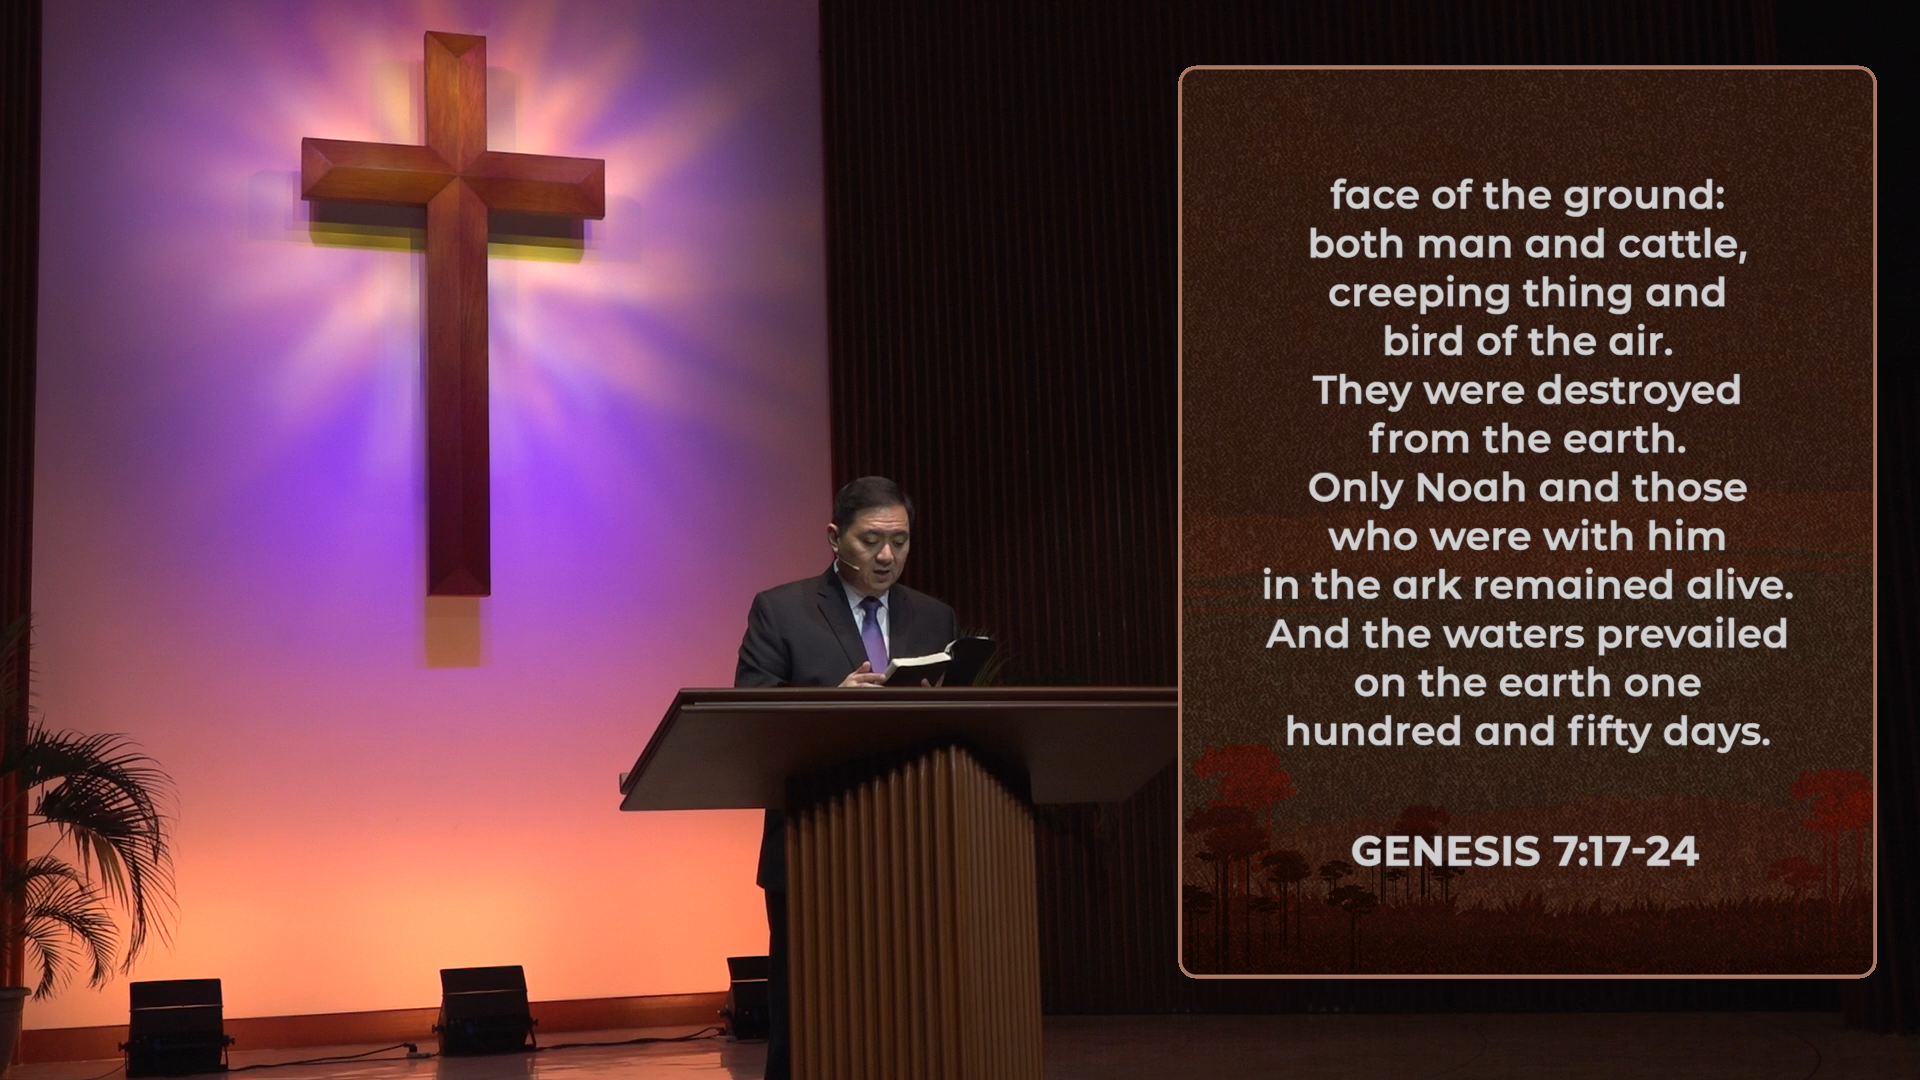 face of the ground:
both man and cattle,
creeping thing and
bird of the air.
They were destroyed
from the earth.
Only Noah and those
who were with him
in the ark remained alive.
And the waters prevailed
on the earth one
hundred and fifty days.
GENESIS 7:17-24